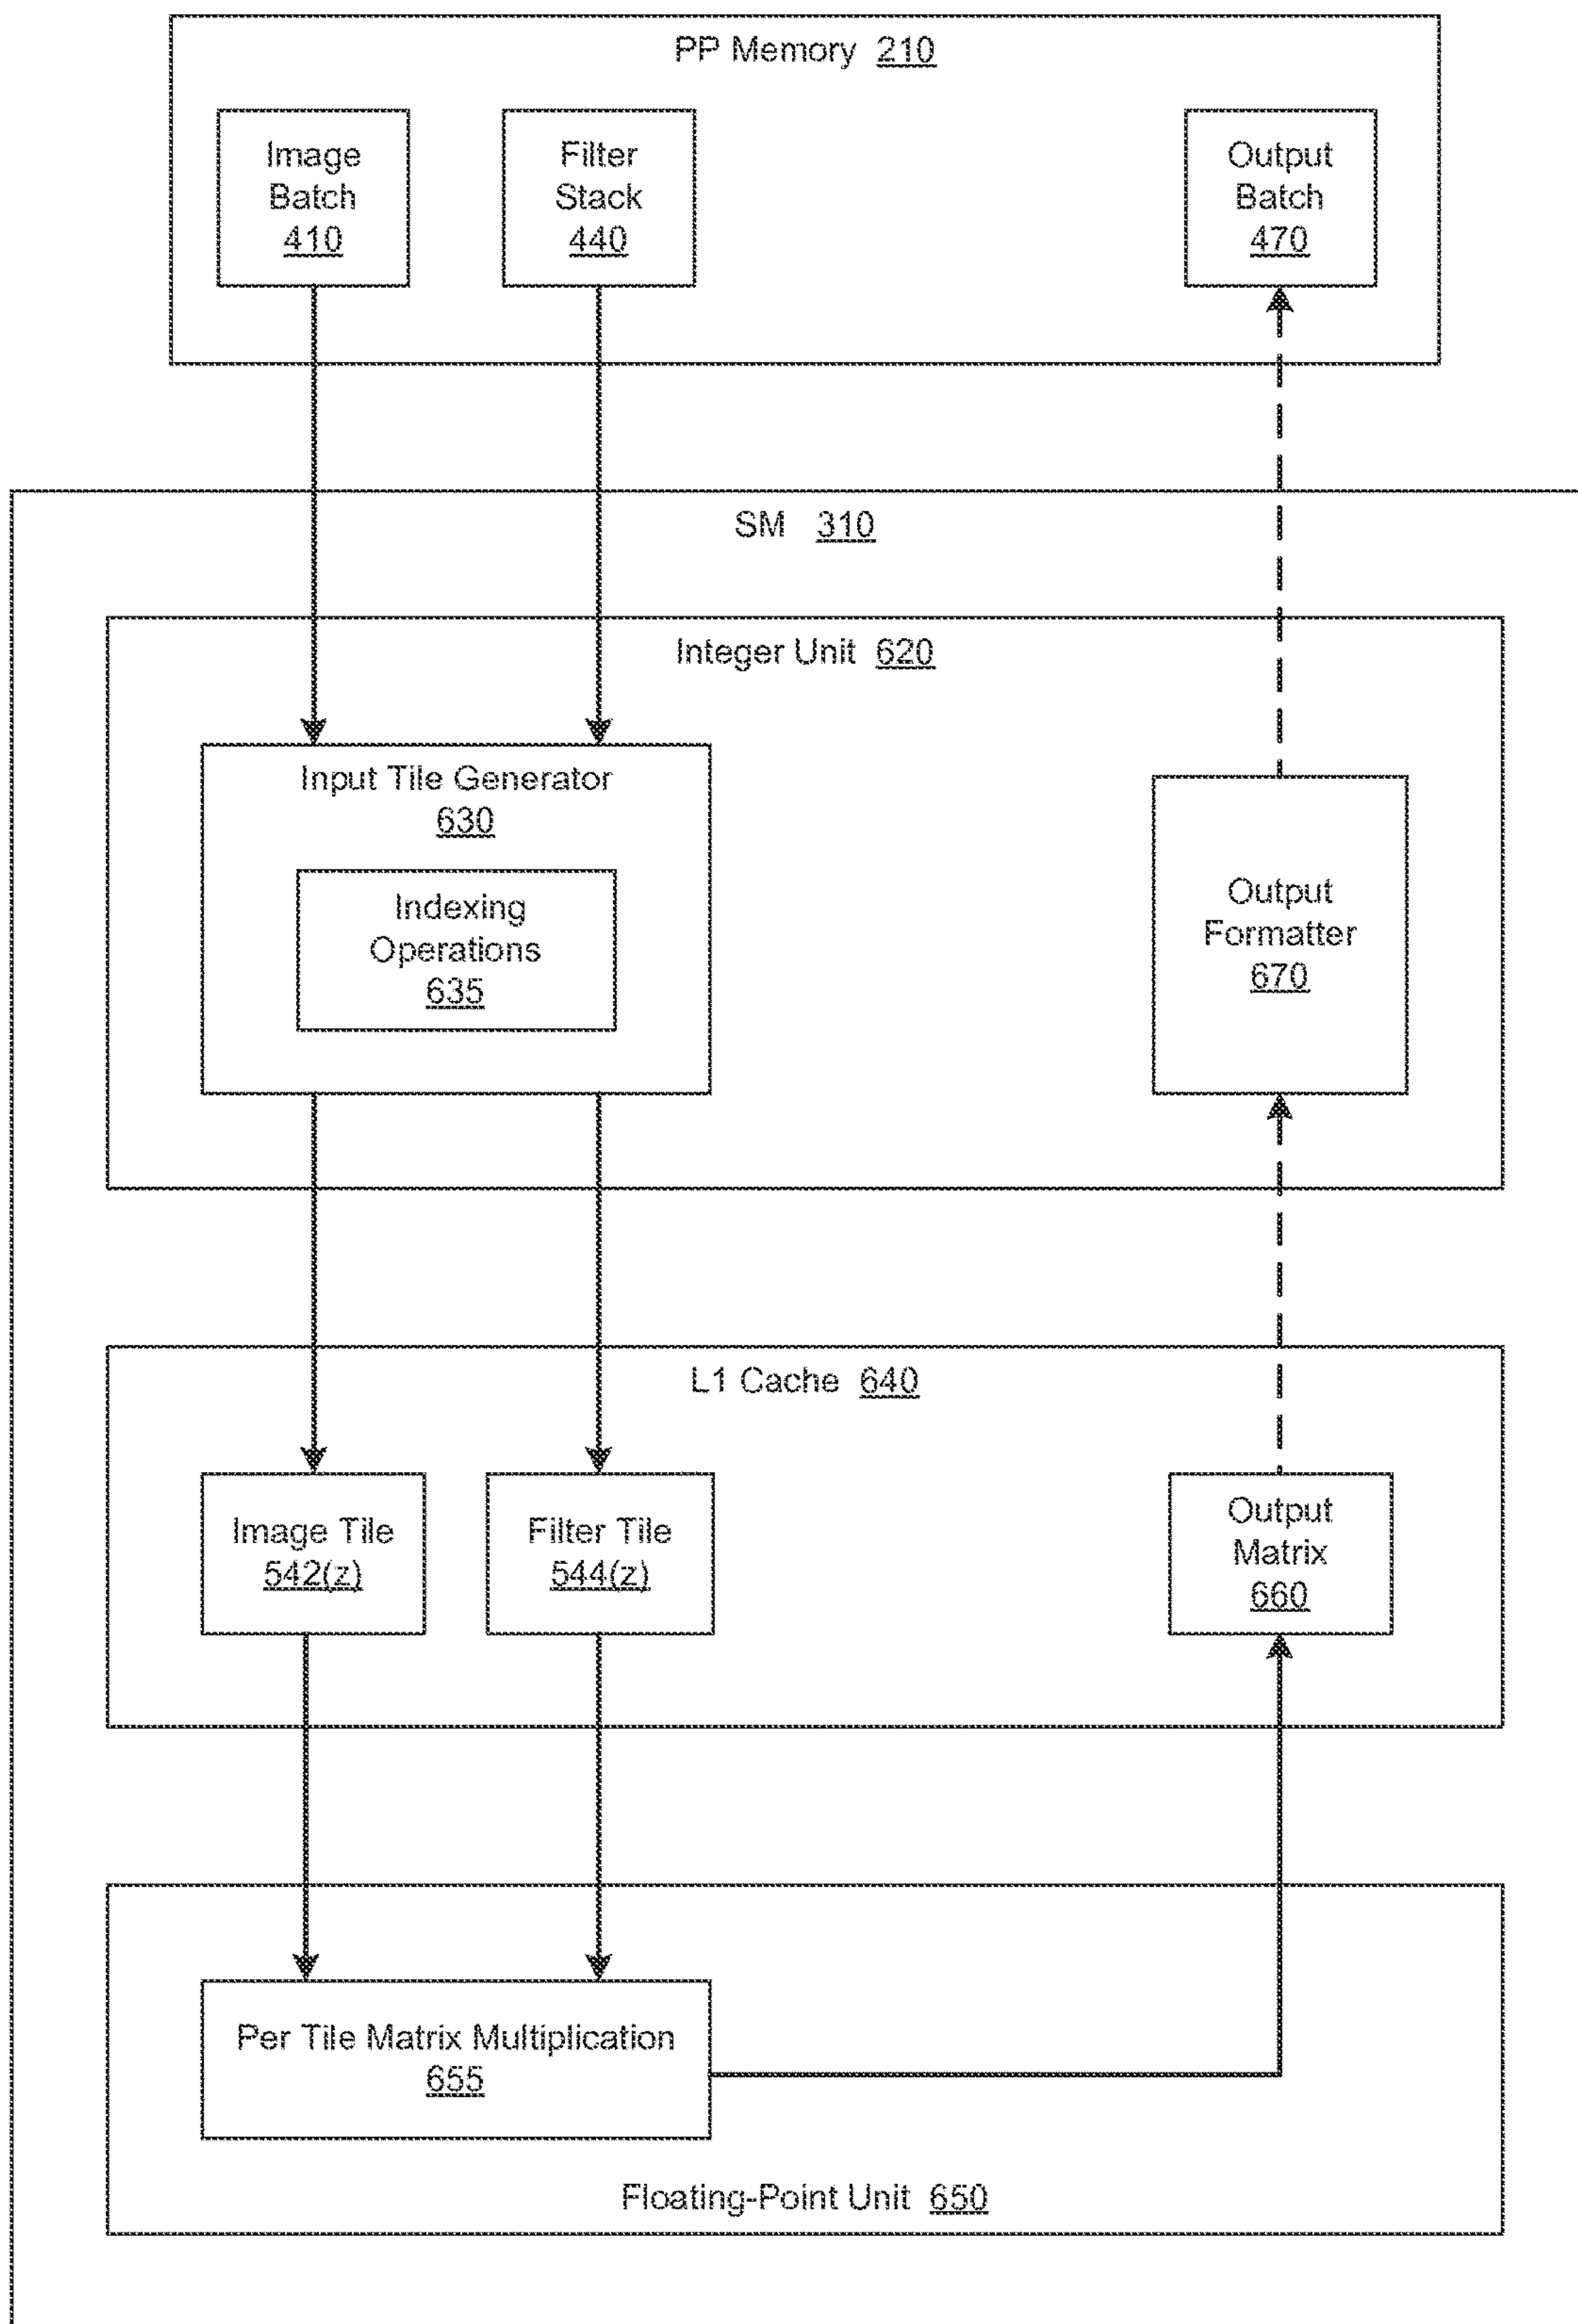 PP Memory 210
Image
Batch
410
Filter
Stack
440
Output
Batch
470
SM 310
Integer Unit 620
Input Tile Generator
630
Indexing
Operations
635
Output
Formatter
670
L1 Cache 640
Image Tile
542(z)
Filter Tile
544(z)
Output
Matrix
660
Per Tile Matrix Multiplication
655
Floating-Point Unit 650